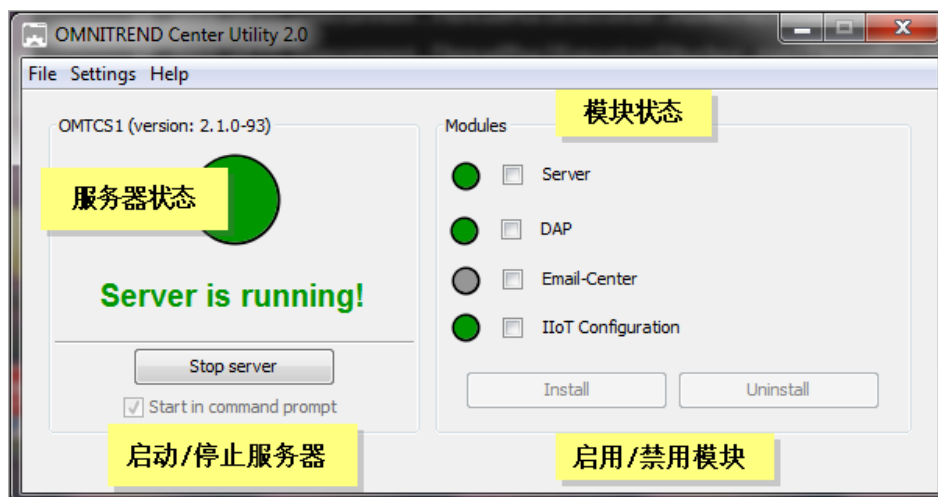 OMNITREND Center Utility 2.0
File Settings Help
OMTCS1 (version: 2.1.0-93)
服务器状态
Server is running!
Stop server
Start in command prompt
启动/停止服务器
Modules
模块状态
Server
DAP
Email-Center
IIoT Configuration
Install
Uninstall
启用/禁用模块